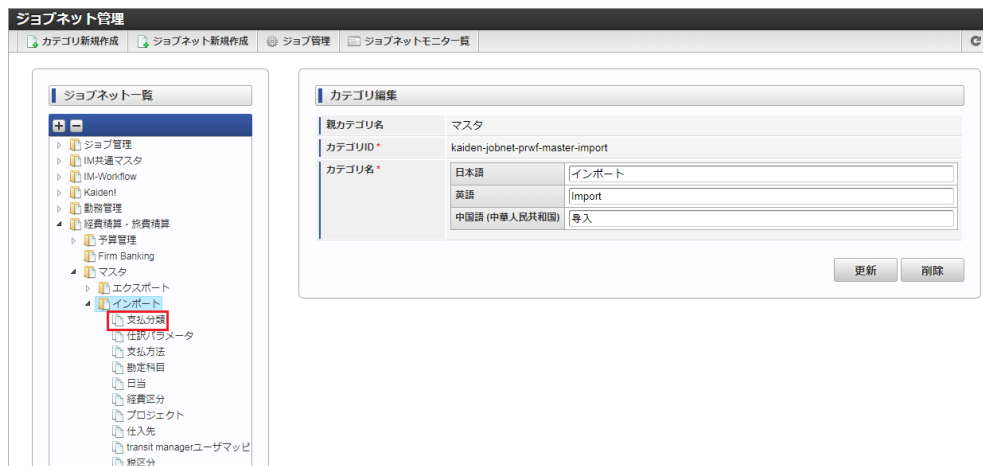 ジョブネット管理
カテゴリ新規作成 ジョブネット新規作成 ジョブ管理 ジョブネットモニター覧
ジョブネット一覧
ジョブ管理
IM共通マスタ
IM-Workflow
Kaiden!
勤務管理
経費精算・旅費精算
予算管理
Firm Banking
マスタ
エクスポート
インポート
支払分類
仕訳パラメータ
支払方法
勘定科目
日当
経費区分
プロジェクト
仕入先
transit managerユーザマッピ
税区分
カテゴリ編集
親カテゴリ名 マスタ
カテゴリID * kaiden-jobnet-prwf-master-import
カテゴリ名 * 日本語 インポート
英語 Import
中国語 (中華人民共和国) 导入
更新 削除